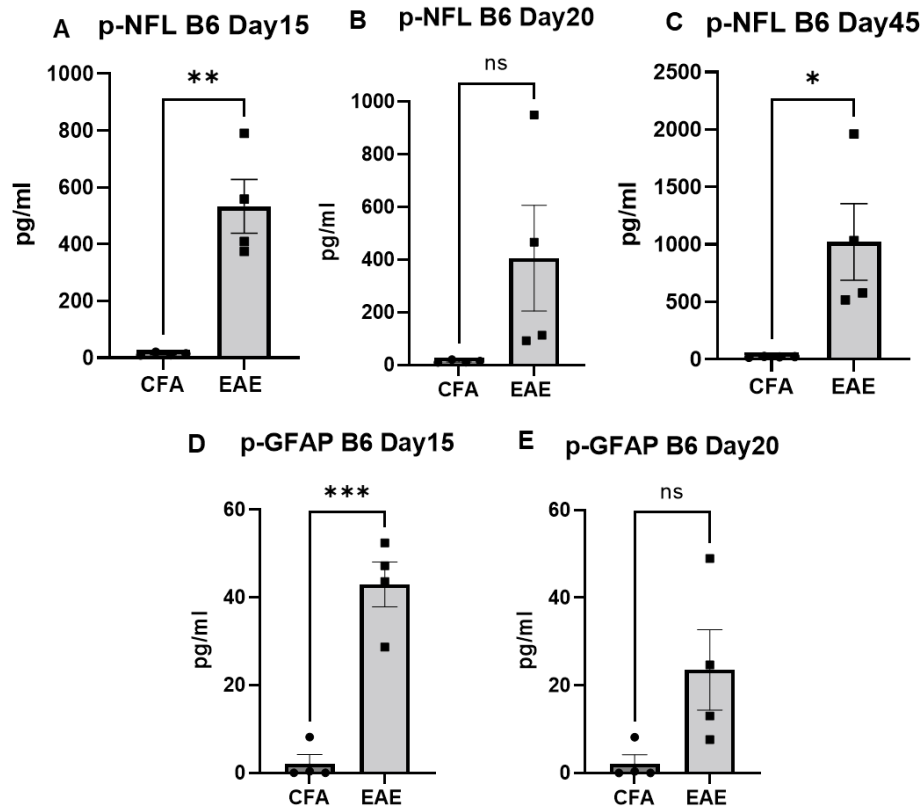 A p-NFL B6 Day15
**
1000
800
600
400
200
0
pg/ml
CFA EAE
B p-NFL B6 Day20
ns
1000
800
600
400
200
0
pg/ml
CFA EAE
C p-NFL B6 Day45
*
2500
2000
1500
1000
500
0
pg/ml
CFA EAE
D p-GFAP B6 Day15
***
60
40
20
0
pg/ml
CFA EAE
E p-GFAP B6 Day20
ns
60
40
20
0
pg/ml
CFA EAE